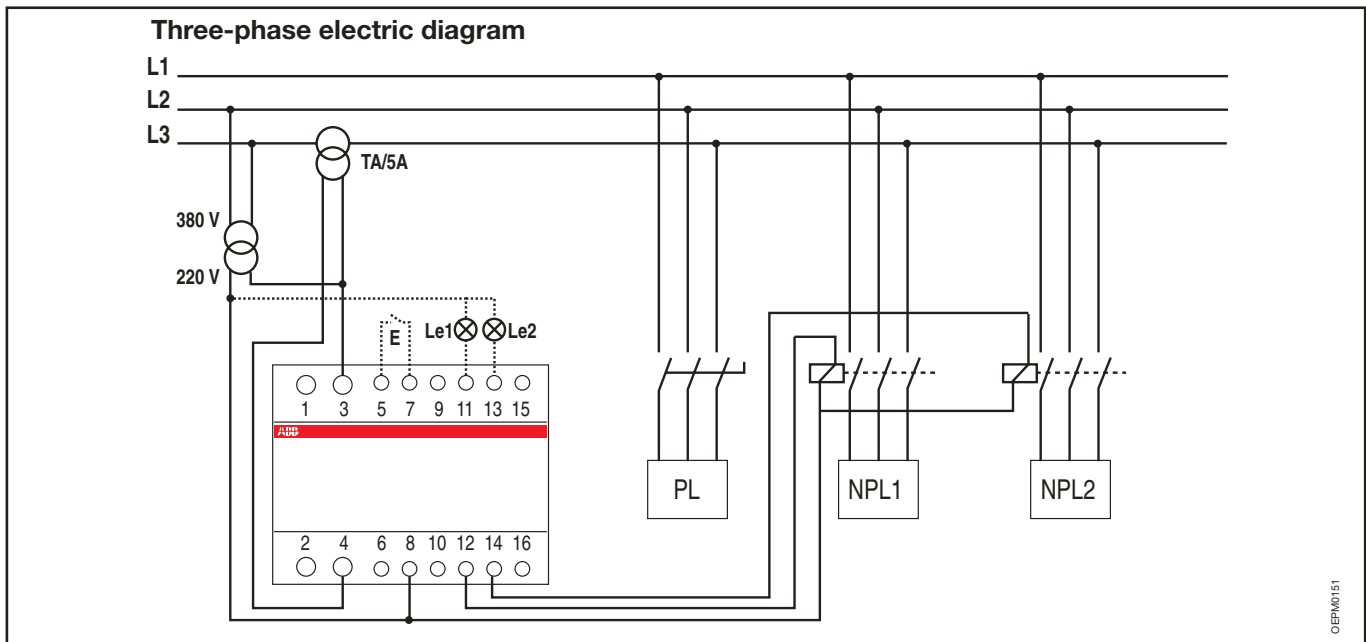 Three-phase electric diagram
L1
L2
L3
TA/5A
380 V
220 V
E
Le1
Le2
1 3 5 7 9 11 13 15
ABB
PL
NPL1
NPL2
2 4 6 8 10 12 14 16
OEPM0151